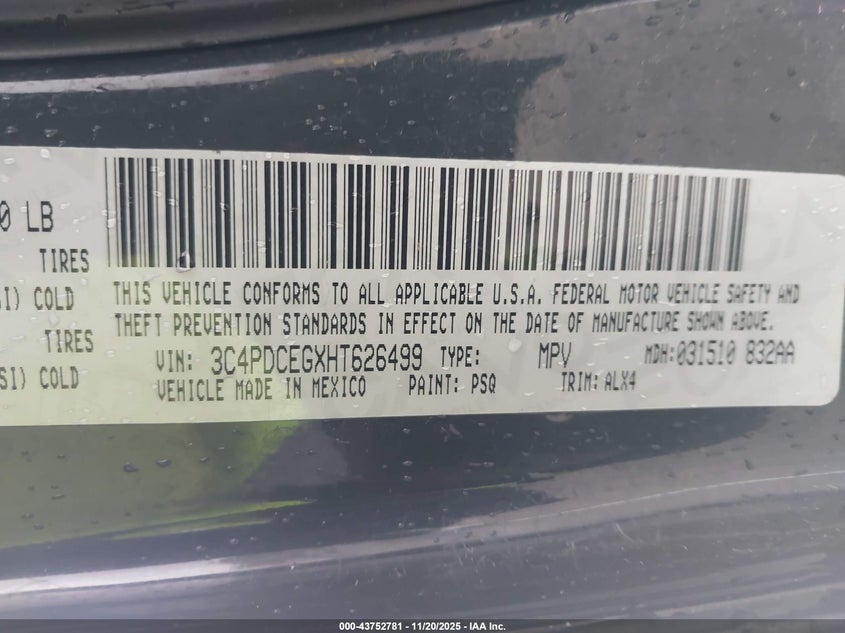 0 LB
TIRES
SI) COLD
TIRES
SI) COLD
THIS VEHICLE CONFORMS TO ALL APPLICABLE U.S.A. FEDERAL MOTOR VEHICLE SAFETY AND
THEFT PREVENTION STANDARDS IN EFFECT ON THE DATE OF MANUFACTURE SHOWN ABOVE.
VIN: 3C4PDCEGXHT626499 TYPE: MPV MDH:031510 832AA
VEHICLE MADE IN MEXICO PAINT: PSQ TRIM: ALX4
000-43752781 - 11/20/2025 - IAA Inc.